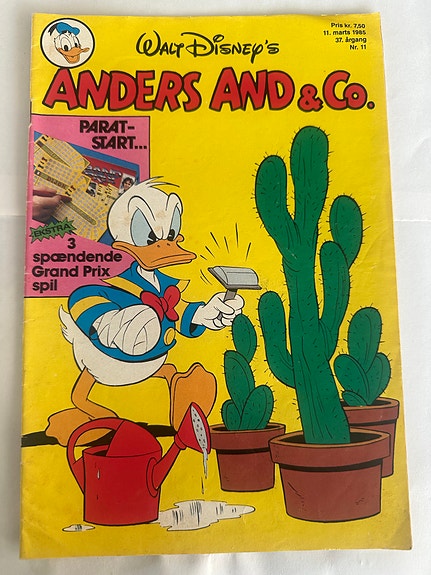 Pris kr. 7,50
11. marts 1985
37. årgang
Nr. 11
WALT DISNEY'S
ANDERS AND & Co.
PARAT-
START...
EKSTRA
3
spændende
Grand Prix
spil